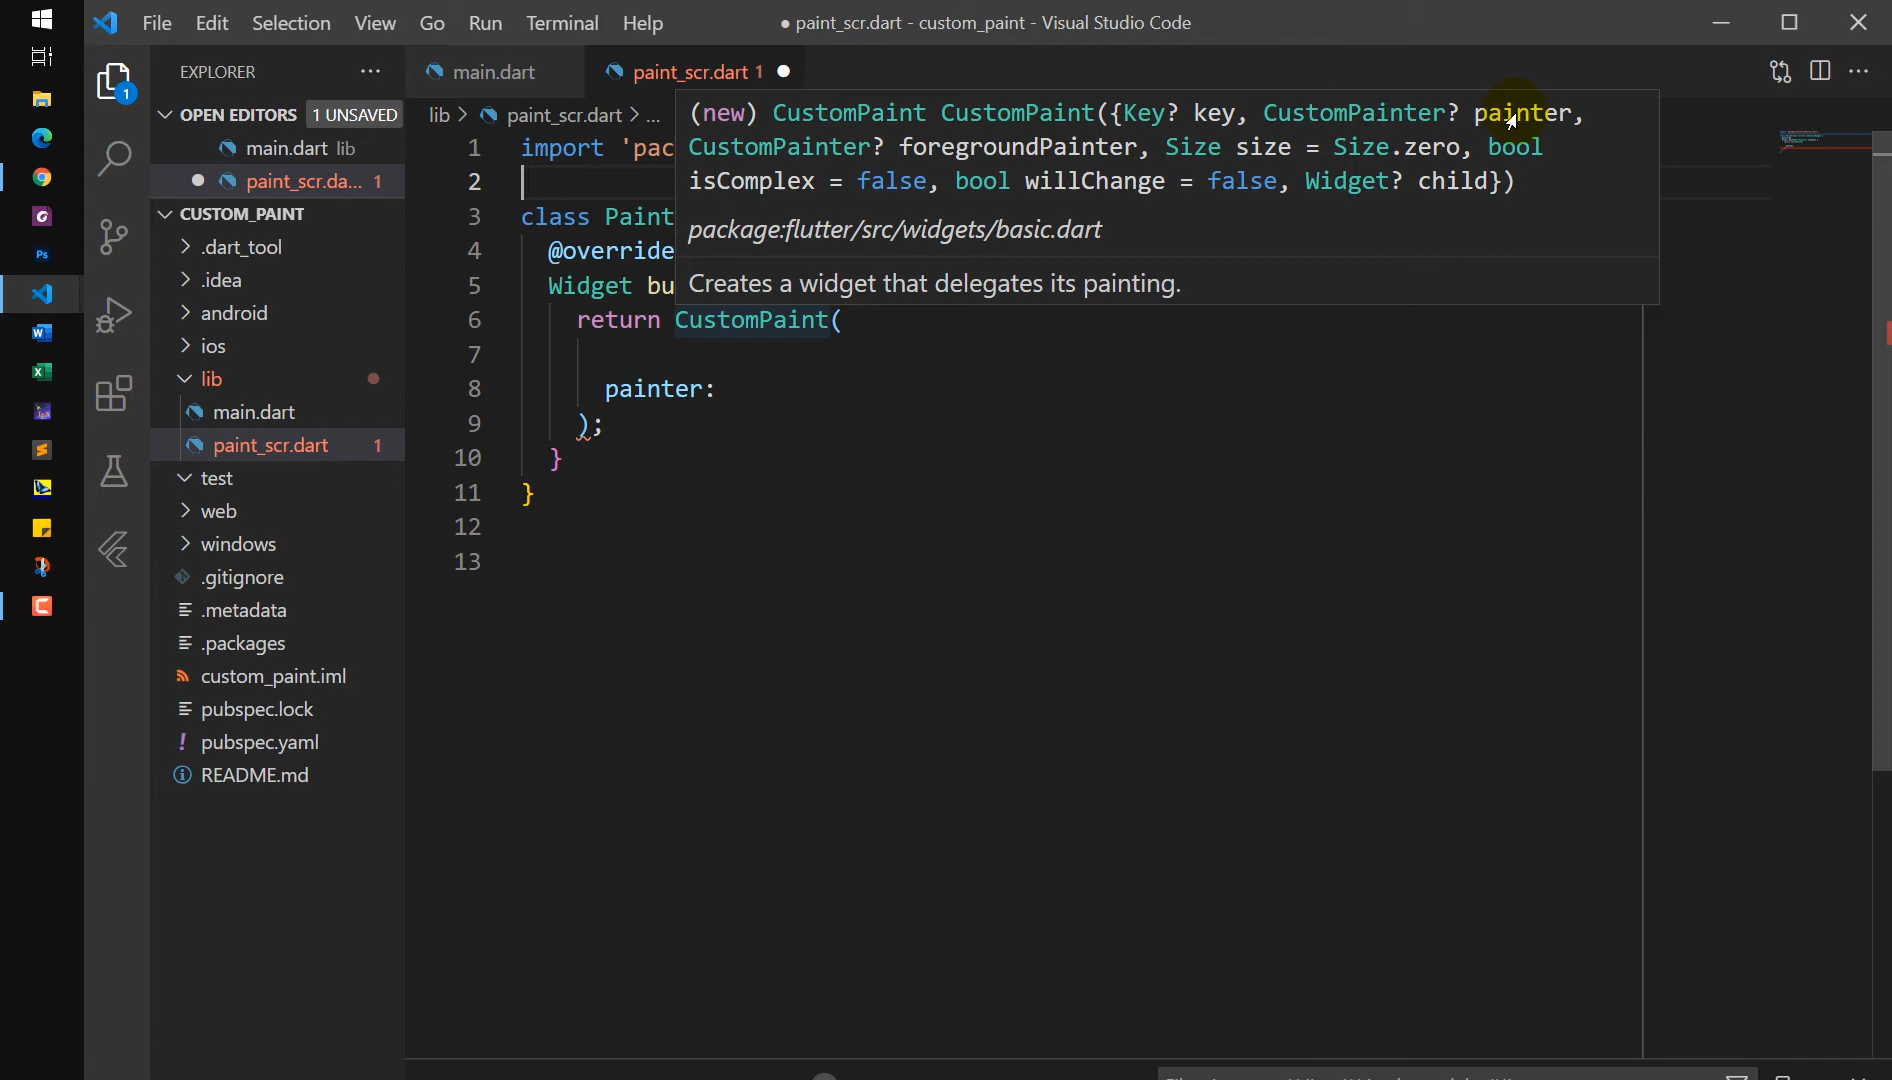 File Edit Selection View Go Run Terminal Help
● paint_scr.dart - custom_paint - Visual Studio Code
EXPLORER
OPEN EDITORS 1 UNSAVED
main.dart lib
paint_scr.da... 1
CUSTOM_PAINT
.dart_tool
.idea
android
ios
lib
main.dart
paint_scr.dart 1
test
web
windows
.gitignore
.metadata
.packages
custom_paint.iml
pubspec.lock
pubspec.yaml
README.md
main.dart
paint_scr.dart 1
lib > paint_scr.dart > ...
(new) CustomPaint CustomPaint({Key? key, CustomPainter? painter,
CustomPainter? foregroundPainter, Size size = Size.zero, bool
isComplex = false, bool willChange = false, Widget? child})
package:flutter/src/widgets/basic.dart
Creates a widget that delegates its painting.
1 import 'pac
2
3 class Paint
4 @override
5 Widget bu
6 return CustomPaint(
7
8 painter:
9 );
10 }
11 }
12
13
1
Ps
W
X